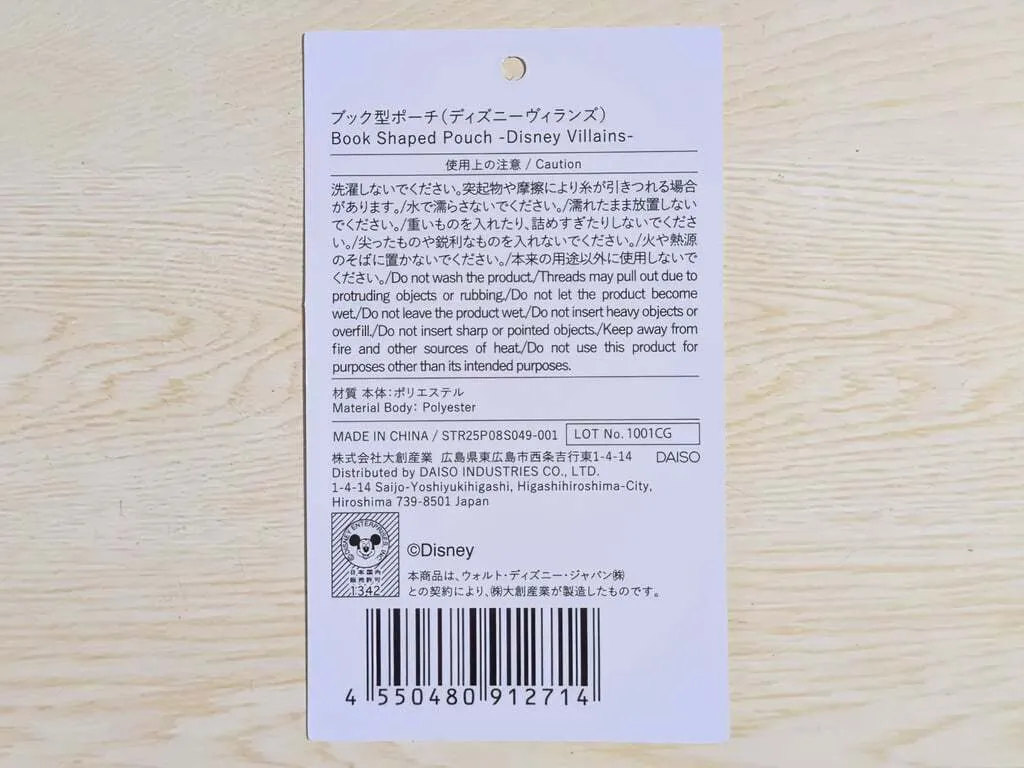 ブック型ポーチ(ディズニーヴィランズ)
Book Shaped Pouch -Disney Villains-
使用上の注意 / Caution
洗濯しないでください。突起物や摩擦により糸が引きつれる場合
があります。/水で濡らさないでください。/濡れたまま放置しない
でください。/重いものを入れたり、詰めすぎたりしないでくださ
い。/尖ったものや鋭利なものを入れないでください。/火や熱源
のそばに置かないでください。/本来の用途以外に使用しないで
ください。/Do not wash the product./Threads may pull out due to
protruding objects or rubbing./Do not let the product become
wet./Do not leave the product wet./Do not insert heavy objects or
overfill./Do not insert sharp or pointed objects./Keep away from
fire and other sources of heat./Do not use this product for
purposes other than its intended purposes.
材質 本体:ポリエステル
Material Body: Polyester
MADE IN CHINA / STR25P08S049-001 LOT No. 1001CG
株式会社大創産業 広島県東広島市西条吉行東1-4-14 DAISO
Distributed by DAISO INDUSTRIES CO., LTD.
1-4-14 Saijo-Yoshiyukihigashi, Higashihiroshima-City,
Hiroshima 739-8501 Japan
©DISNEY ENTERPRISES, INC.
日本国内
販売許可
1342
©Disney
本商品は、ウォルト・ディズニー・ジャパン㈱
との契約により、㈱大創産業が製造したものです。
4 550480 912714